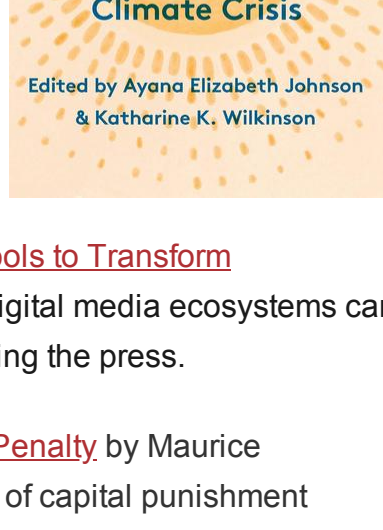 Climate Crisis
Edited by Ayana Elizabeth Johnson
& Katharine K. Wilkinson
ools to Transform
igital media ecosystems can
ing the press.
Penalty by Maurice
of capital punishment